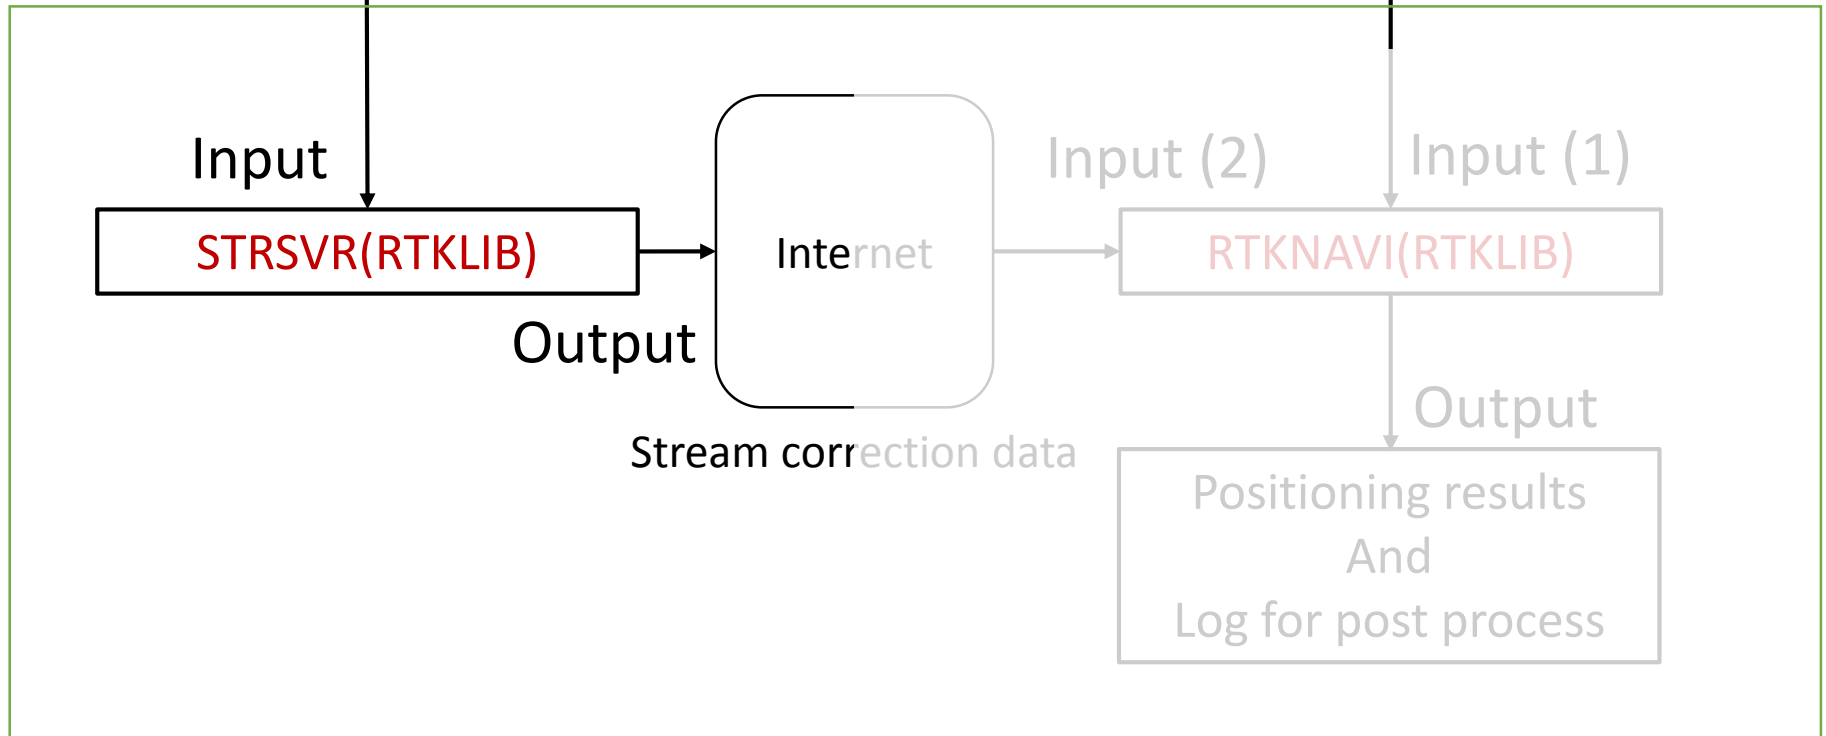 Input
STRSVR(RTKLIB)
Output
Internet
Stream correction data
Input (2)
Input (1)
RTKNAVI(RTKLIB)
Output
Positioning results
And
Log for post process